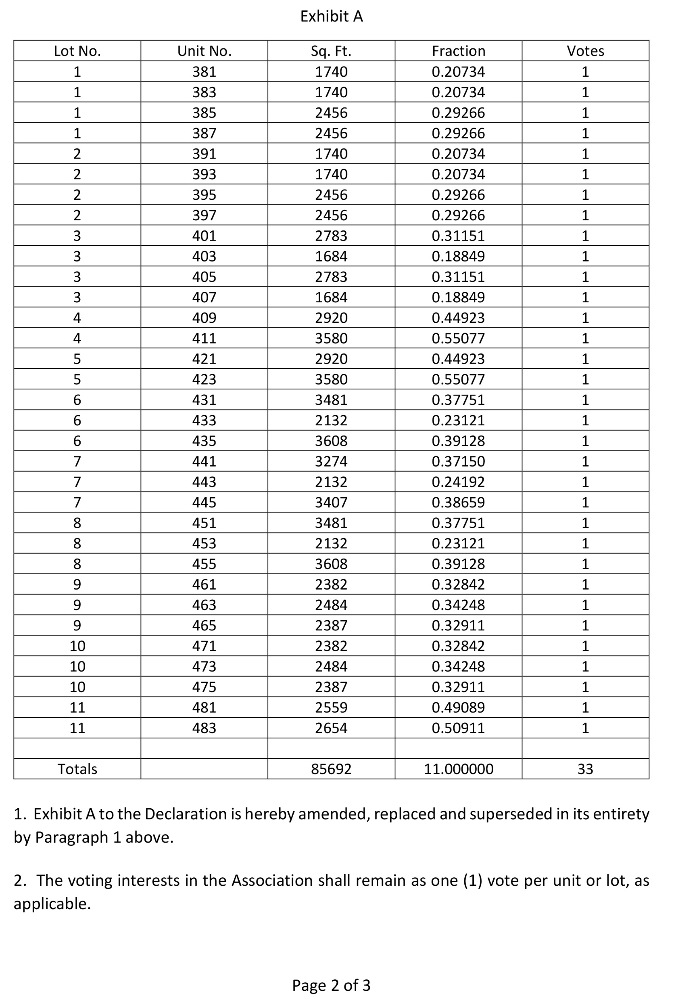 Exhibit A
Lot No. Unit No. Sq. Ft. Fraction Votes
1 381 1740 0.20734 1
1 383 1740 0.20734 1
1 385 2456 0.29266 1
1 387 2456 0.29266 1
2 391 1740 0.20734 1
2 393 1740 0.20734 1
2 395 2456 0.29266 1
2 397 2456 0.29266 1
3 401 2783 0.31151 1
3 403 1684 0.18849 1
3 405 2783 0.31151 1
3 407 1684 0.18849 1
4 409 2920 0.44923 1
4 411 3580 0.55077 1
5 421 2920 0.44923 1
5 423 3580 0.55077 1
6 431 3481 0.37751 1
6 433 2132 0.23121 1
6 435 3608 0.39128 1
7 441 3274 0.37150 1
7 443 2132 0.24192 1
7 445 3407 0.38659 1
8 451 3481 0.37751 1
8 453 2132 0.23121 1
8 455 3608 0.39128 1
9 461 2382 0.32842 1
9 463 2484 0.34248 1
9 465 2387 0.32911 1
10 471 2382 0.32842 1
10 473 2484 0.34248 1
10 475 2387 0.32911 1
11 481 2559 0.49089 1
11 483 2654 0.50911 1
Totals 85692 11.000000 33
1. Exhibit A to the Declaration is hereby amended, replaced and superseded in its entirety
by Paragraph 1 above.
2. The voting interests in the Association shall remain as one (1) vote per unit or lot, as
applicable.
Page 2 of 3